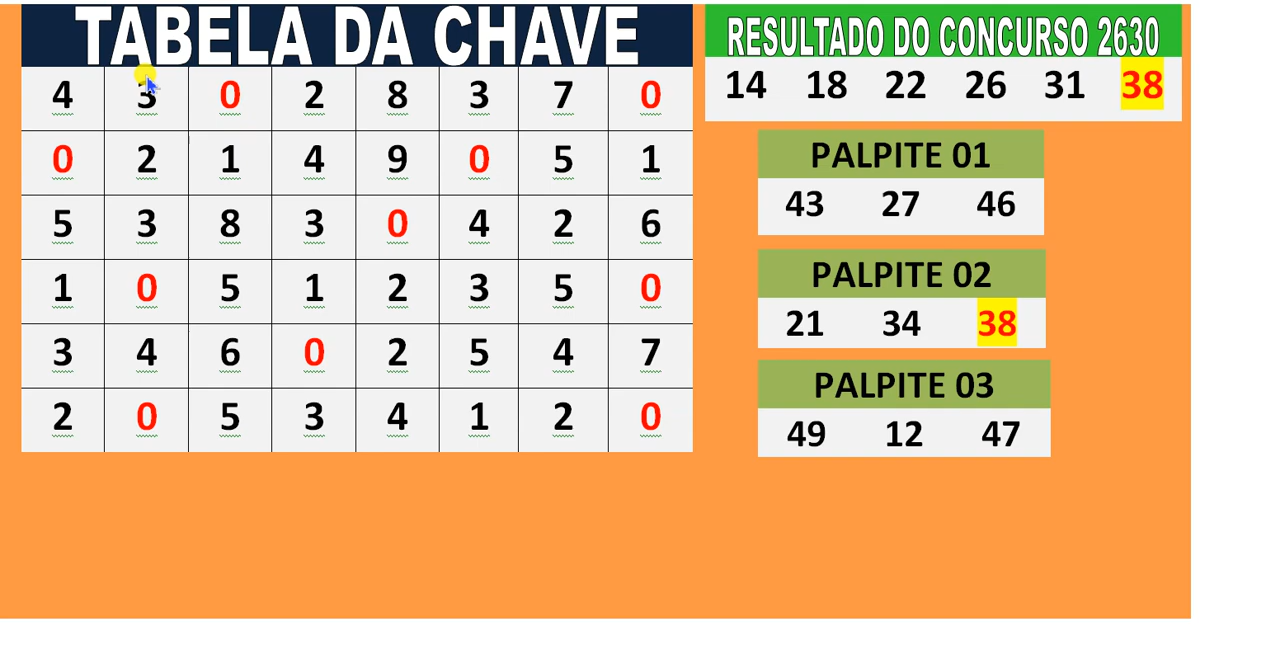 TABELA DA CHAVE
4 3 0 2 8 3 7 0
0 2 1 4 9 0 5 1
5 3 8 3 0 4 2 6
1 0 5 1 2 3 5 0
3 4 6 0 2 5 4 7
2 0 5 3 4 1 2 0
RESULTADO DO CONCURSO 2630
14 18 22 26 31 38
PALPITE 01
43 27 46
PALPITE 02
21 34 38
PALPITE 03
49 12 47